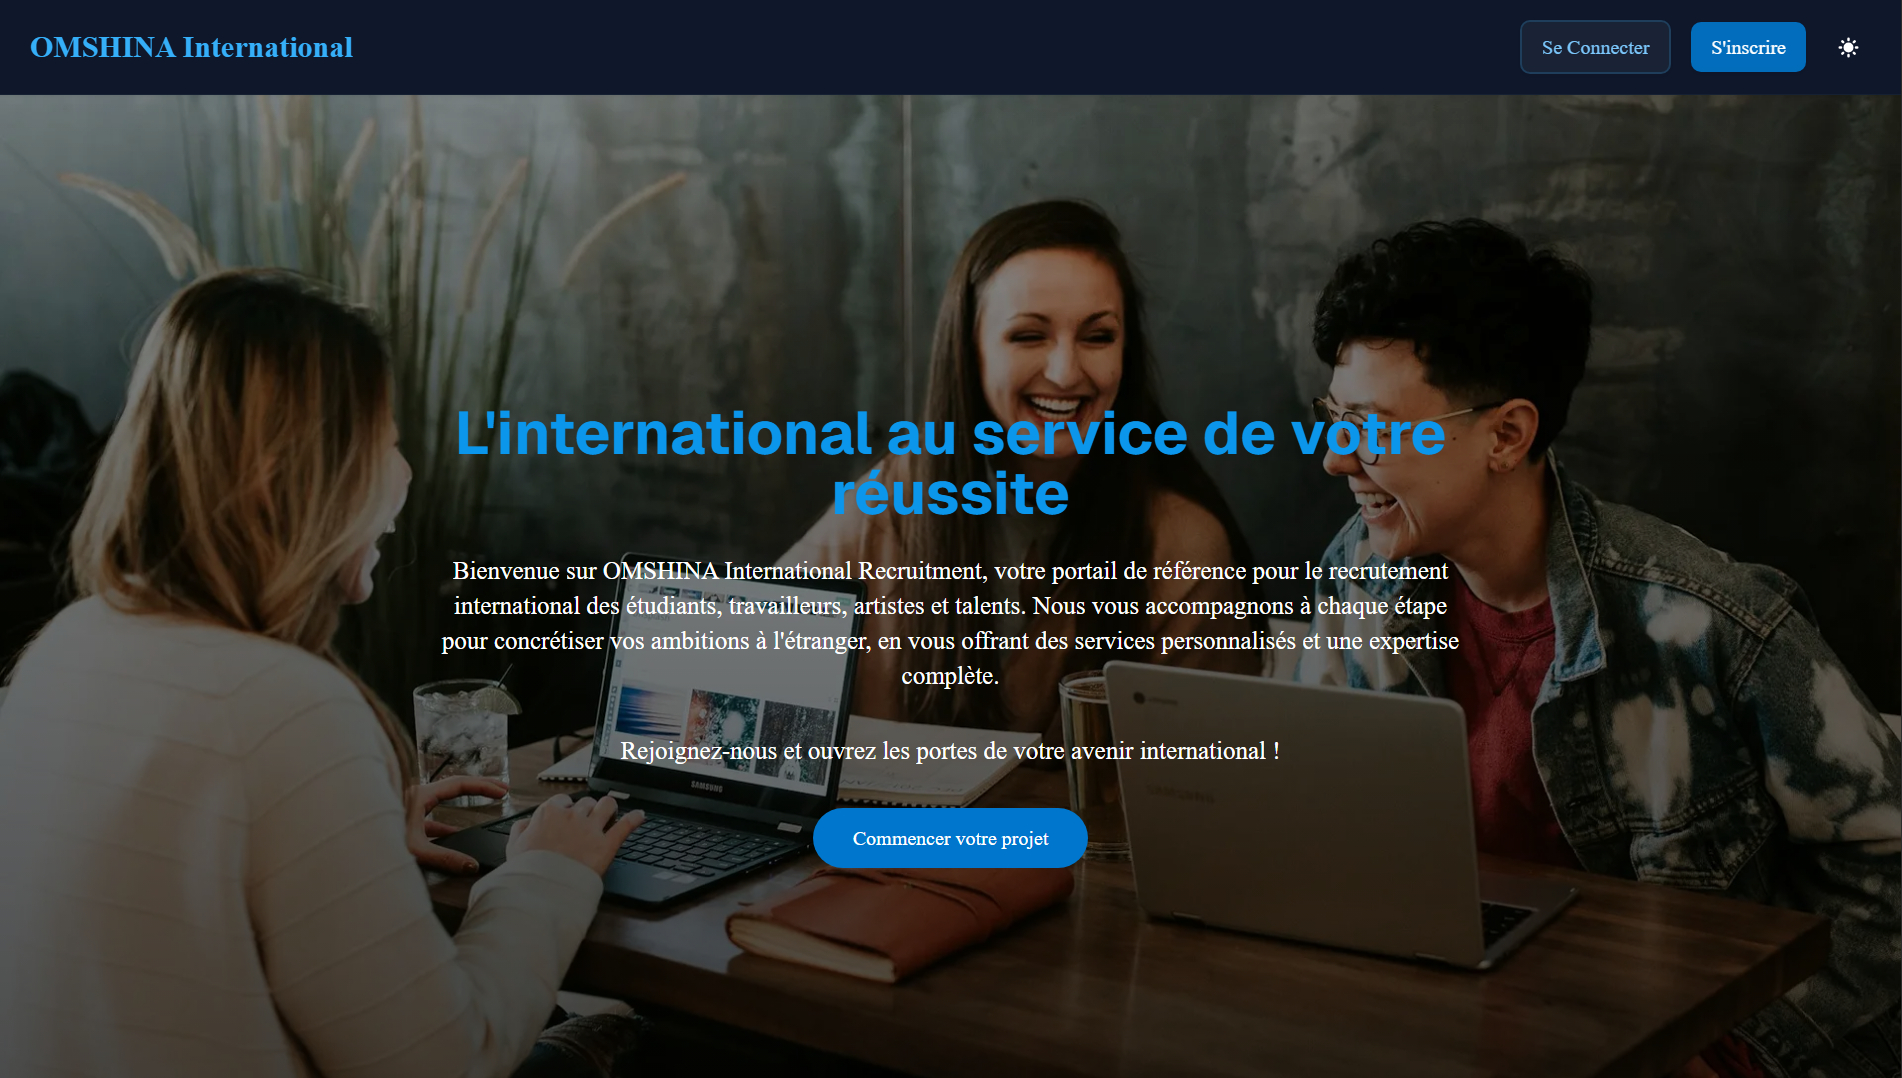 OMSHINA International
Se Connecter
S'inscrire
L'international au service de votre
réussite
Bienvenue sur OMSHINA International Recruitment, votre portail de référence pour le recrutement
international des étudiants, travailleurs, artistes et talents. Nous vous accompagnons à chaque étape
pour concrétiser vos ambitions à l'étranger, en vous offrant des services personnalisés et une expertise
complète.
Rejoignez-nous et ouvrez les portes de votre avenir international !
SAMSUNG
Commencer votre projet